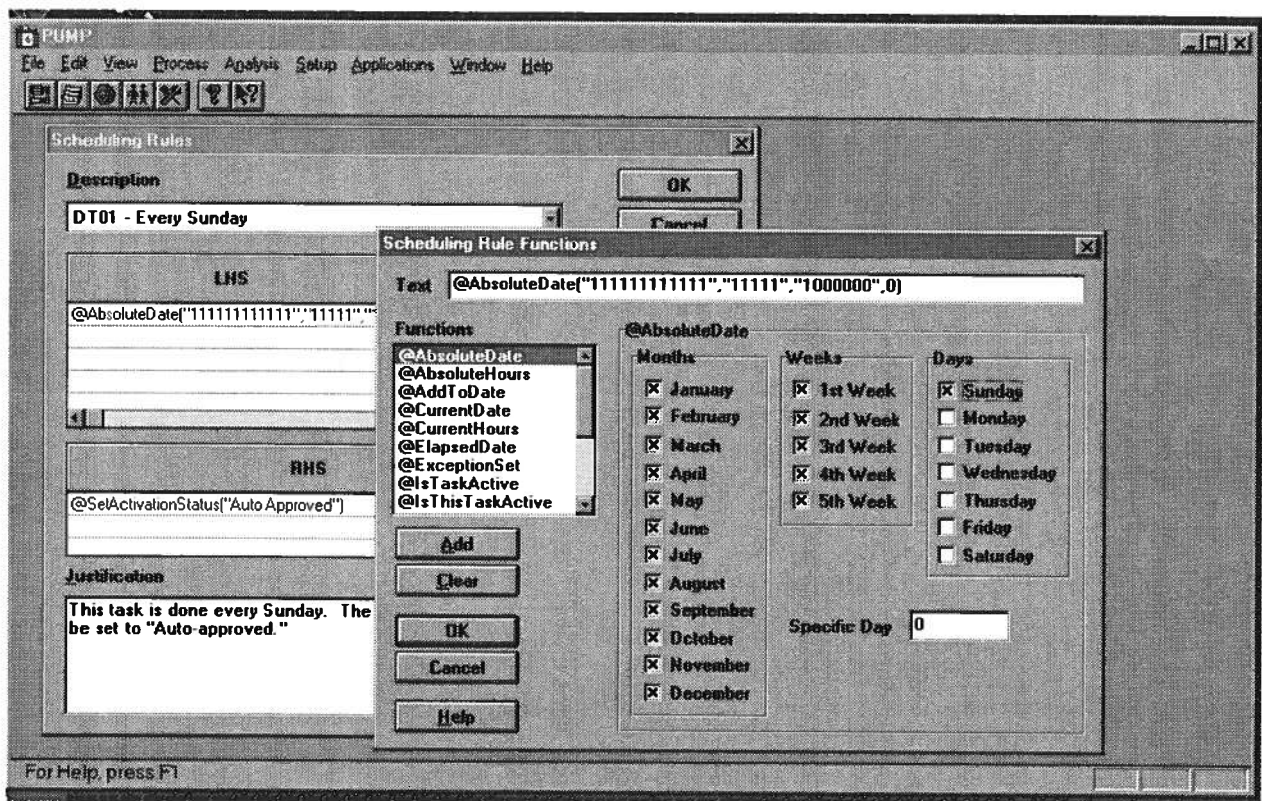 PUMP
File Edit View Process Analysis Setup Applications Window Help
Scheduling Rules
Description
OK
DT01 - Every Sunday
Cancel
LHS
@AbsoluteDate("111111111111","11111","
RHS
@SetActivationStatus("Auto Approved")
Justification
This task is done every Sunday. The
be set to "Auto-approved."
Scheduling Rule Functions
Text @AbsoluteDate("111111111111","11111","1000000",0)
Functions
@AbsoluteDate
@AbsoluteHours
@AddToDate
@CurrentDate
@CurrentHours
@ElapsedDate
@ExceptionSet
@IsTaskActive
@IsThisTaskActive
Add
Clear
OK
Cancel
Help
@AbsoluteDate
Months
January
February
March
April
May
June
July
August
September
October
November
December
Weeks
1st Week
2nd Week
3rd Week
4th Week
5th Week
Days
Sunday
Monday
Tuesday
Wednesday
Thursday
Friday
Saturday
Specific Day 0
For Help, press F1